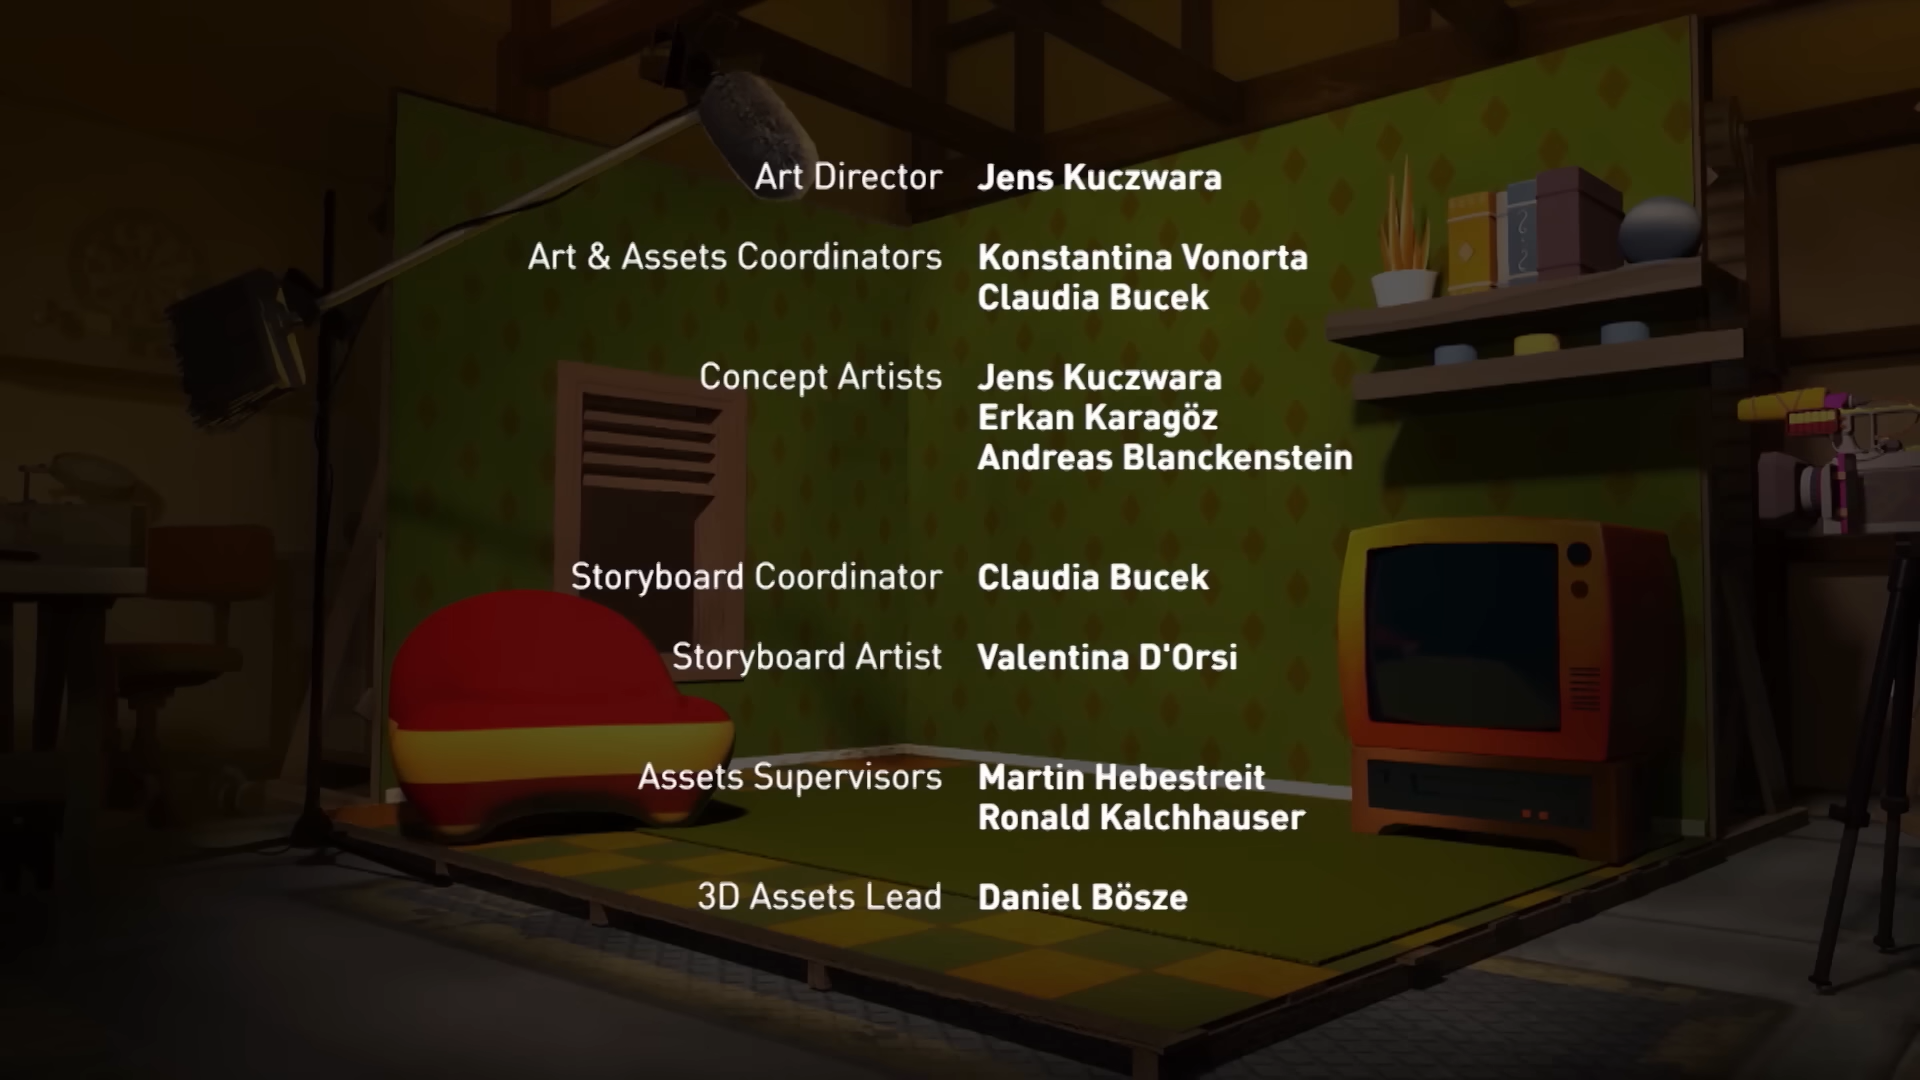 Art Director Jens Kuczwara
Art & Assets Coordinators Konstantina Vonorta
Claudia Bucek
Concept Artists Jens Kuczwara
Erkan Karagöz
Andreas Blanckenstein
Storyboard Coordinator Claudia Bucek
Storyboard Artist Valentina D'Orsi
Assets Supervisors Martin Hebestreit
Ronald Kalchhauser
3D Assets Lead Daniel Bösze